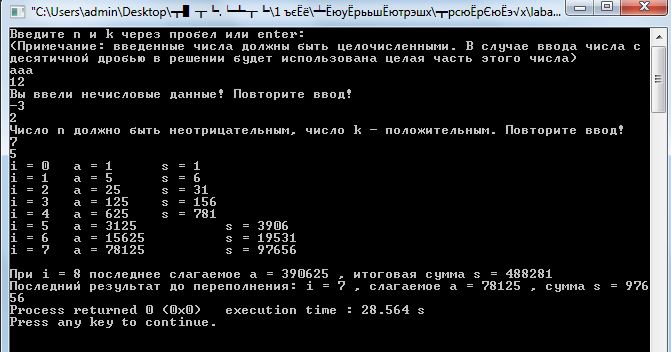 "C:\Users\admin\Desktop\
Введите n и k через пробел или enter:
(Примечание: введенные числа должны быть целочисленными. В случае ввода числа с
десятичной дробью в решении будет использована целая часть этого числа)
aaa
12
Вы ввели нечисловые данные! Повторите ввод!
-3
2
Число n должно быть неотрицательным, число k - положительным. Повторите ввод!
7
5
i = 0 a = 1 s = 1
i = 1 a = 5 s = 6
i = 2 a = 25 s = 31
i = 3 a = 125 s = 156
i = 4 a = 625 s = 781
i = 5 a = 3125 s = 3906
i = 6 a = 15625 s = 19531
i = 7 a = 78125 s = 97656
При i = 8 последнее слагаемое a = 390625 , итоговая сумма s = 488281
Последний результат до переполнения: i = 7 , слагаемое a = 78125 , сумма s = 976
56
Process returned 0 (0x0) execution time : 28.564 s
Press any key to continue.